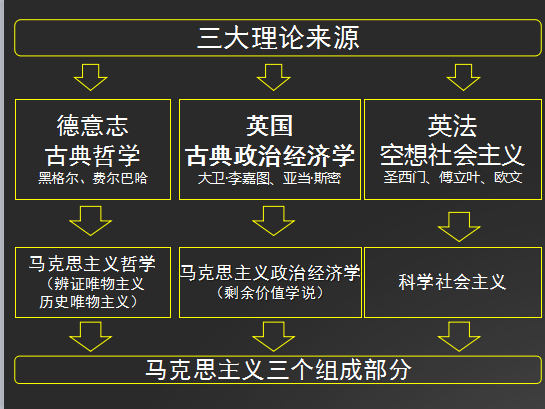 三大理论来源
德意志
古典哲学
黑格尔、费尔巴哈
英国
古典政治经济学
大卫·李嘉图、亚当·斯密
英法
空想社会主义
圣西门、傅立叶、欧文
马克思主义哲学
（辨证唯物主义
历史唯物主义）
马克思主义政治经济学
（剩余价值学说）
科学社会主义
马克思主义三个组成部分